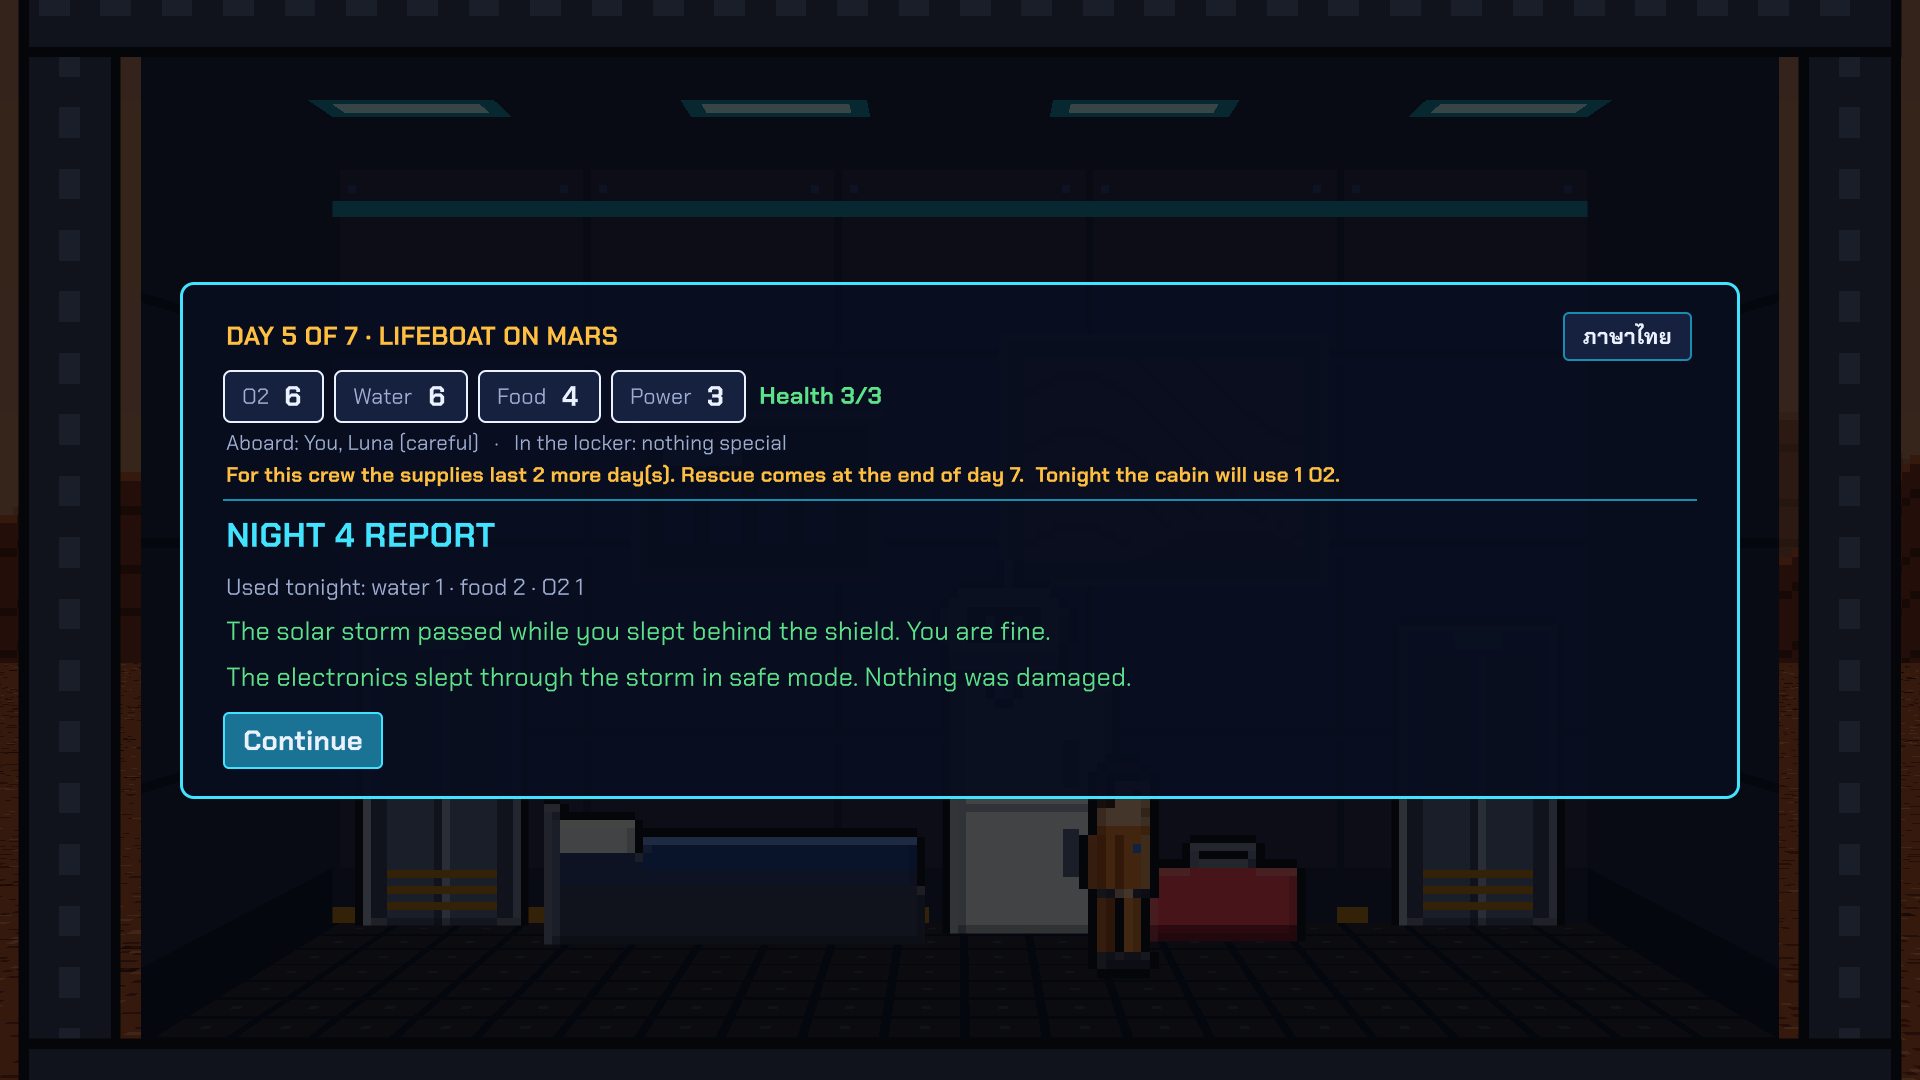 DAY 5 OF 7 · LIFEBOAT ON MARS
ภาษาไทย
O2 6 Water 6 Food 4 Power 3 Health 3/3
Aboard: You, Luna (careful) · In the locker: nothing special
For this crew the supplies last 2 more day(s). Rescue comes at the end of day 7. Tonight the cabin will use 1 O2.
NIGHT 4 REPORT
Used tonight: water 1 · food 2 · O2 1
The solar storm passed while you slept behind the shield. You are fine.
The electronics slept through the storm in safe mode. Nothing was damaged.
Continue